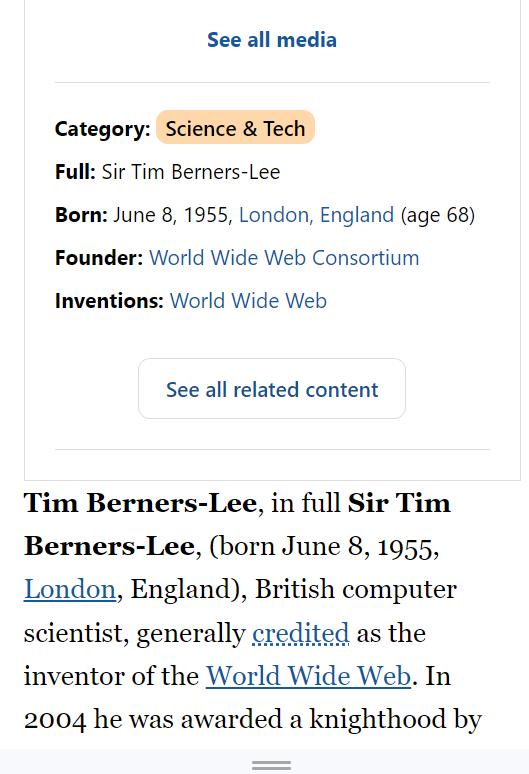 See all media
Category: Science & Tech
Full: Sir Tim Berners-Lee
Born: June 8, 1955, London, England (age 68)
Founder: World Wide Web Consortium
Inventions: World Wide Web
See all related content
Tim Berners-Lee, in full Sir Tim
Berners-Lee, (born June 8, 1955,
London, England), British computer
scientist, generally credited as the
inventor of the World Wide Web. In
2004 he was awarded a knighthood by